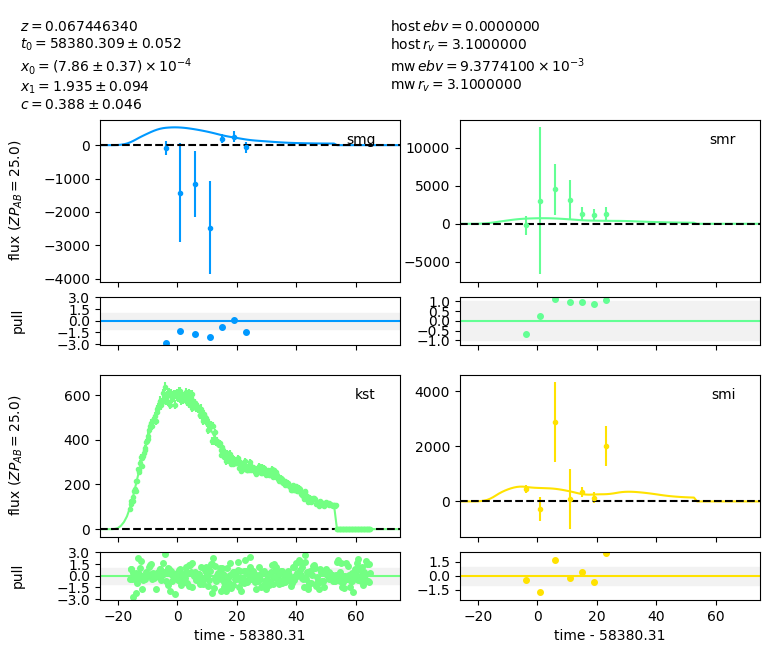 z = 0.067446340
t₀ = 58380.309 ± 0.052
x₀ = (7.86 ± 0.37) × 10⁻⁴
x₁ = 1.935 ± 0.094
c = 0.388 ± 0.046
host ebv = 0.0000000
host r_v = 3.1000000
mw ebv = 9.3774100 × 10⁻³
mw r_v = 3.1000000
smg
flux (ZP_AB = 25.0)
0
−1000
−2000
−3000
−4000
smr
10000
5000
0
−5000
pull
3.0
1.5
0.0
−1.5
−3.0
1.0
0.5
0.0
−0.5
−1.0
kst
flux (ZP_AB = 25.0)
600
400
200
0
smi
4000
2000
0
pull
3.0
1.5
0.0
−1.5
−3.0
−20 0 20 40 60
time - 58380.31
1.5
0.0
−1.5
−20 0 20 40 60
time - 58380.31